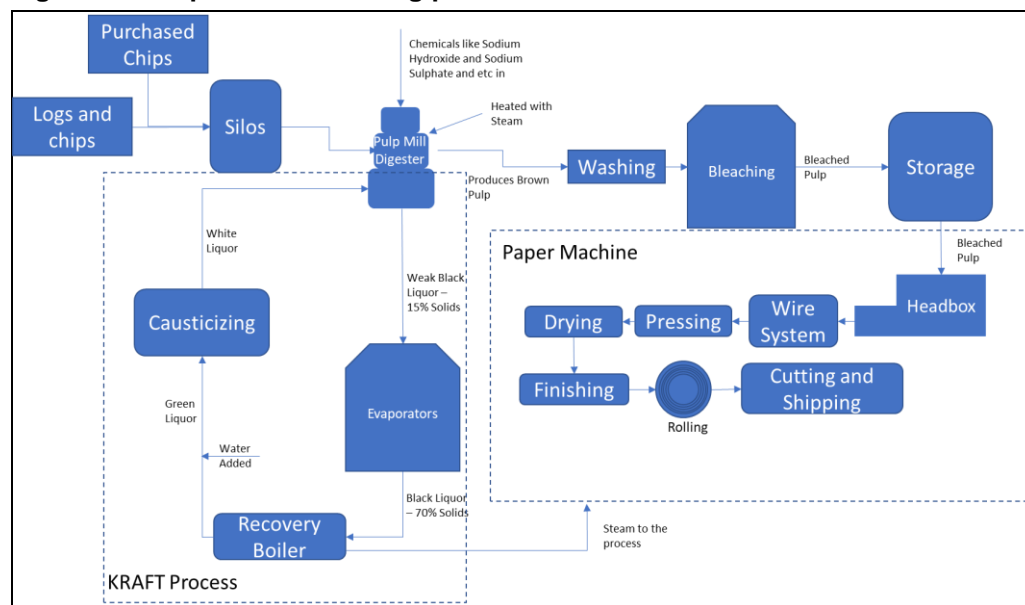 Purchased
Chips
Logs and
chips
Silos
Chemicals like Sodium
Hydroxide and Sodium
Sulphate and etc in
Heated with
Steam
Pulp Mill
Digester
Produces Brown
Pulp
Washing
Bleaching
Bleached
Pulp
Storage
Bleached
Pulp
White
Liquor
Weak Black
Liquor –
15% Solids
Causticizing
Evaporators
Green
Liquor
Water
Added
Black Liquor
– 70% Solids
Recovery
Boiler
Steam to the
process
KRAFT Process
Paper Machine
Headbox
Wire
System
Pressing
Drying
Finishing
Rolling
Cutting and
Shipping